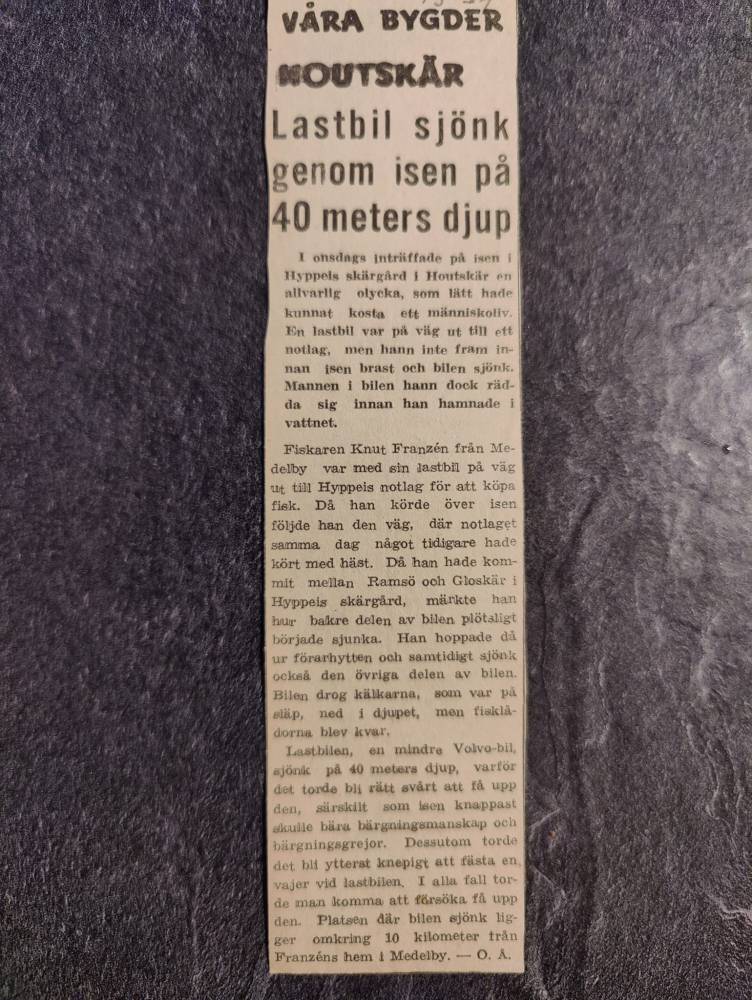 VÅRA BYGDER
HOUTSKÄR
Lastbil sjönk
genom isen på
40 meters djup
I onsdags inträffade på isen i
Hyppeis skärgård i Houtskär en
allvarlig olycka, som lätt hade
kunnat kosta ett människoliv.
En lastbil var på väg ut till ett
notlag, men hann inte fram in-
nan isen brast och bilen sjönk.
Mannen i bilen hann dock räd-
da sig innan han hamnade i
vattnet.
Fiskaren Knut Franzén från Me-
delby var med sin lastbil på väg
ut till Hyppeis notlag för att köpa
fisk. Då han körde över isen
följde han den väg, där notlaget
samma dag något tidigare hade
kört med häst. Då han hade kom-
mit mellan Ramsö och Gloskär i
Hyppeis skärgård, märkte han
hur bakre delen av bilen plötsligt
började sjunka. Han hoppade då
ur förarhytten och samtidigt sjönk
också den övriga delen av bilen.
Bilen drog kälkarna, som var på
släp, ned i djupet, men fisklå-
dorna blev kvar.
Lastbilen, en mindre Volvo-bil,
sjönk på 40 meters djup, varför
det torde bli rätt svårt att få upp
den, särskilt som isen knappast
skulle bära bärgningsmanskap och
bärgningsgrejor. Dessutom torde
det bli ytterst knepigt att fästa en
vajer vid lastbilen. I alla fall tor-
de man komma att försöka få upp
den. Platsen där bilen sjönk lig-
ger omkring 10 kilometer från
Franzéns hem i Medelby. — O. Å.